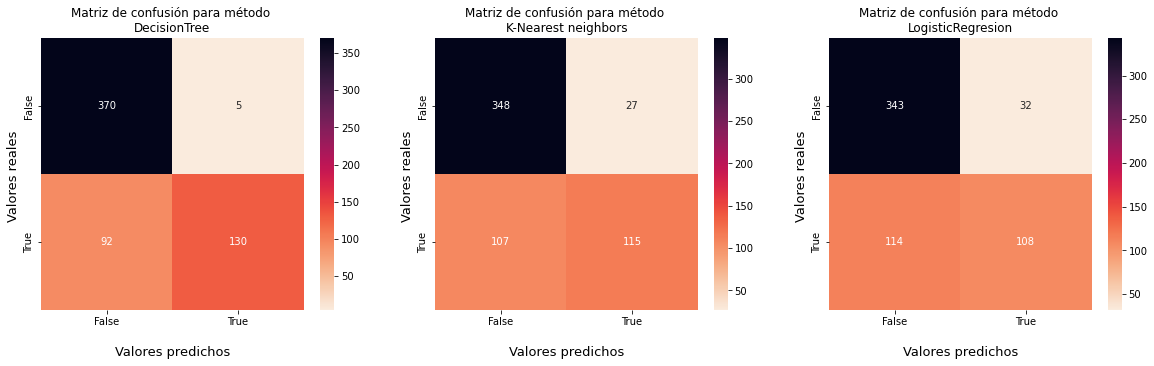 Matriz de confusión para método
DecisionTree
Valores reales
False
True
370
5
92
130
False
True
Valores predichos
350
300
250
200
150
100
50
Matriz de confusión para método
K-Nearest neighbors
Valores reales
False
True
348
27
107
115
False
True
Valores predichos
300
250
200
150
100
50
Matriz de confusión para método
LogisticRegresion
Valores reales
False
True
343
32
114
108
False
True
Valores predichos
300
250
200
150
100
50